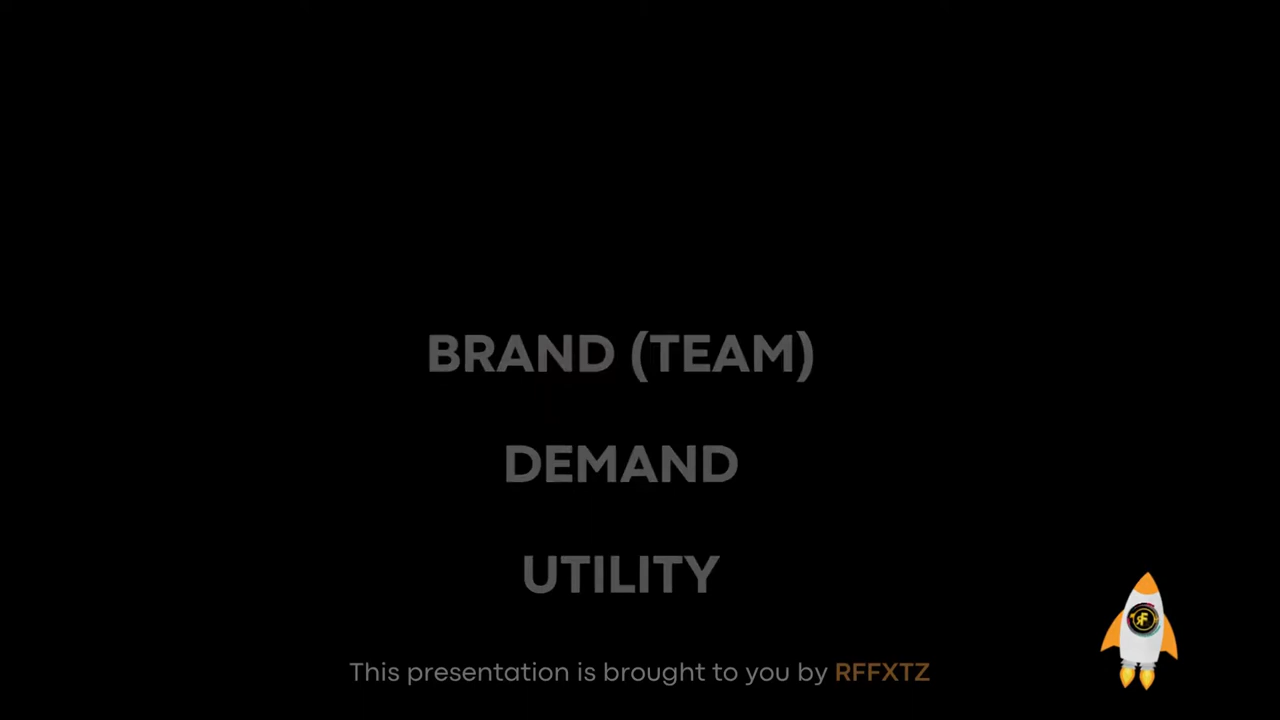 BRAND (TEAM)
DEMAND
UTILITY
This presentation is brought to you by RFFXTZ